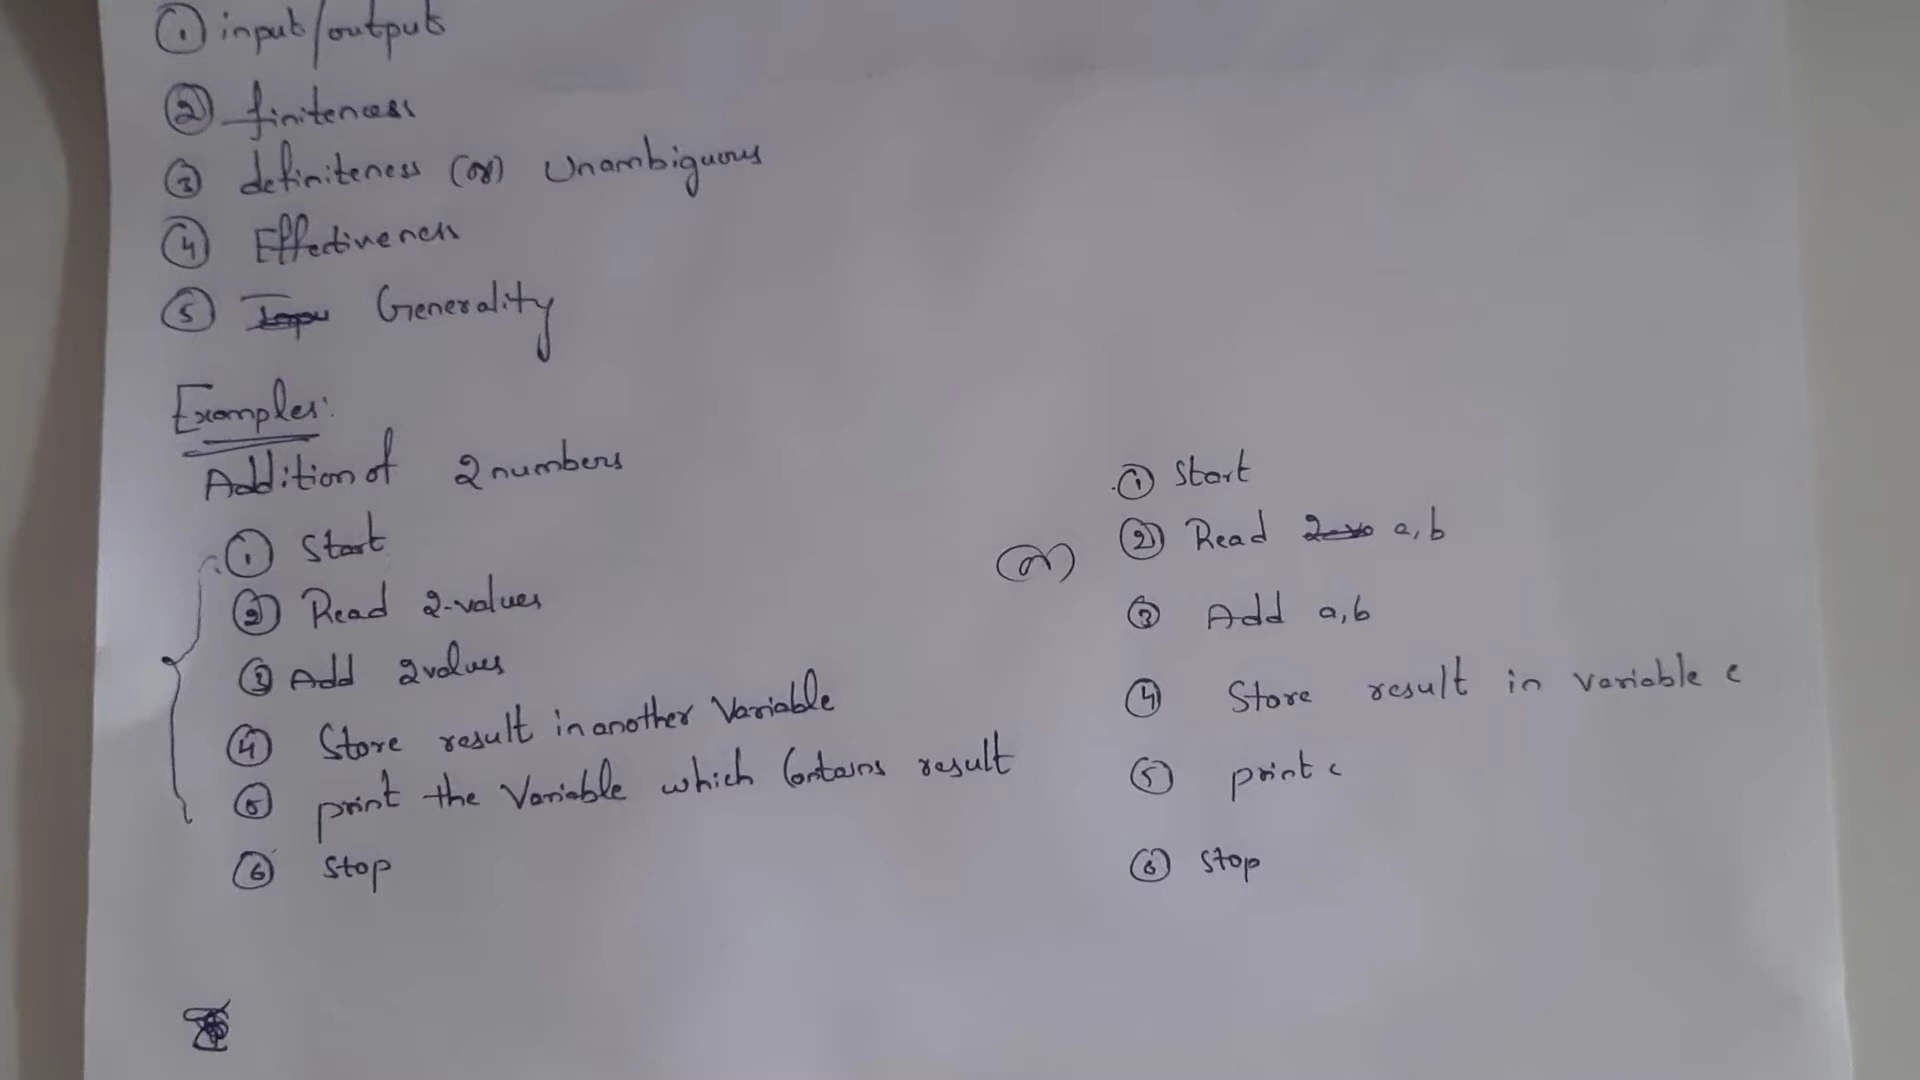 ① input/output
② finiteness
③ definiteness (or) Unambiguous
④ Effectiveness
⑤ Generality
Examples:
Addition of 2 numbers
① Start
② Read 2-values
③ Add 2 values
④ Store result in another Variable
⑤ print the Variable which Contains result
⑥ Stop
(or)
① Start
② Read a, b
③ Add a, b
④ Store result in variable c
⑤ print c
⑥ Stop